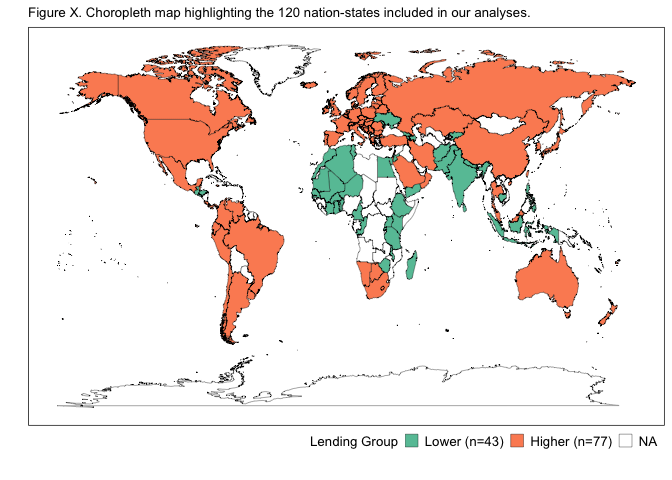 Figure X. Choropleth map highlighting the 120 nation-states included in our analyses.
Lending Group Lower (n=43) Higher (n=77) NA